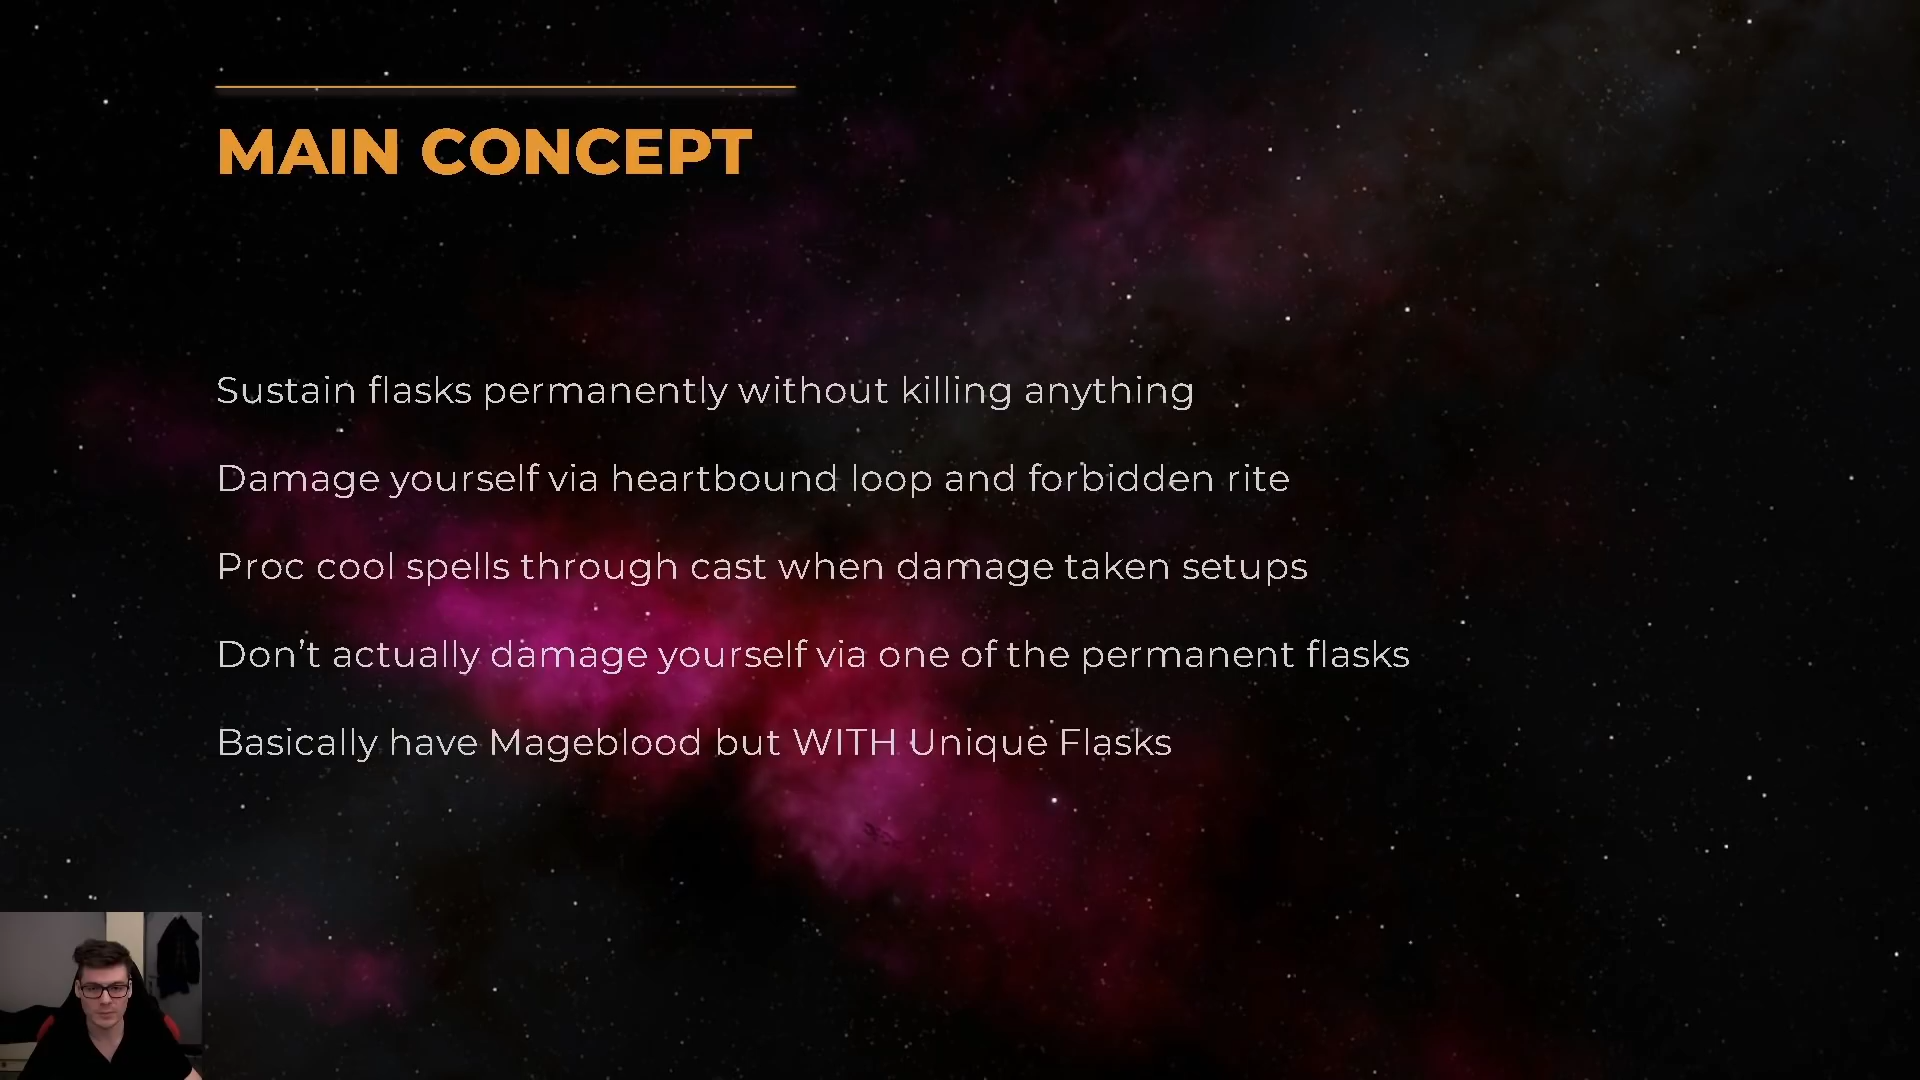 MAIN CONCEPT
Sustain flasks permanently without killing anything
Damage yourself via heartbound loop and forbidden rite
Proc cool spells through cast when damage taken setups
Don’t actually damage yourself via one of the permanent flasks
Basically have Mageblood but WITH Unique Flasks